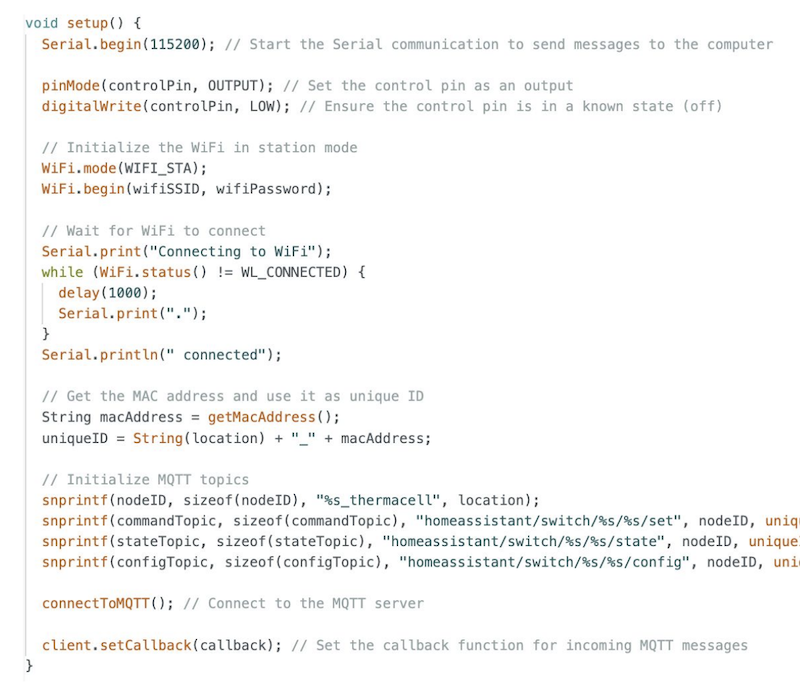 void setup() {
Serial.begin(115200); // Start the Serial communication to send messages to the computer
pinMode(controlPin, OUTPUT); // Set the control pin as an output
digitalWrite(controlPin, LOW); // Ensure the control pin is in a known state (off)
// Initialize the WiFi in station mode
WiFi.mode(WIFI_STA);
WiFi.begin(wifiSSID, wifiPassword);
// Wait for WiFi to connect
Serial.print("Connecting to WiFi");
while (WiFi.status() != WL_CONNECTED) {
delay(1000);
Serial.print(".");
}
Serial.println(" connected");
// Get the MAC address and use it as unique ID
String macAddress = getMacAddress();
uniqueID = String(location) + "_" + macAddress;
// Initialize MQTT topics
snprintf(nodeID, sizeof(nodeID), "%s_thermacell", location);
snprintf(commandTopic, sizeof(commandTopic), "homeassistant/switch/%s/%s/set", nodeID,
snprintf(stateTopic, sizeof(stateTopic), "homeassistant/switch/%s/%s/state", nodeID,
snprintf(configTopic, sizeof(configTopic), "homeassistant/switch/%s/%s/config", nodeID,
connectToMQTT(); // Connect to the MQTT server
client.setCallback(callback); // Set the callback function for incoming MQTT messages
}